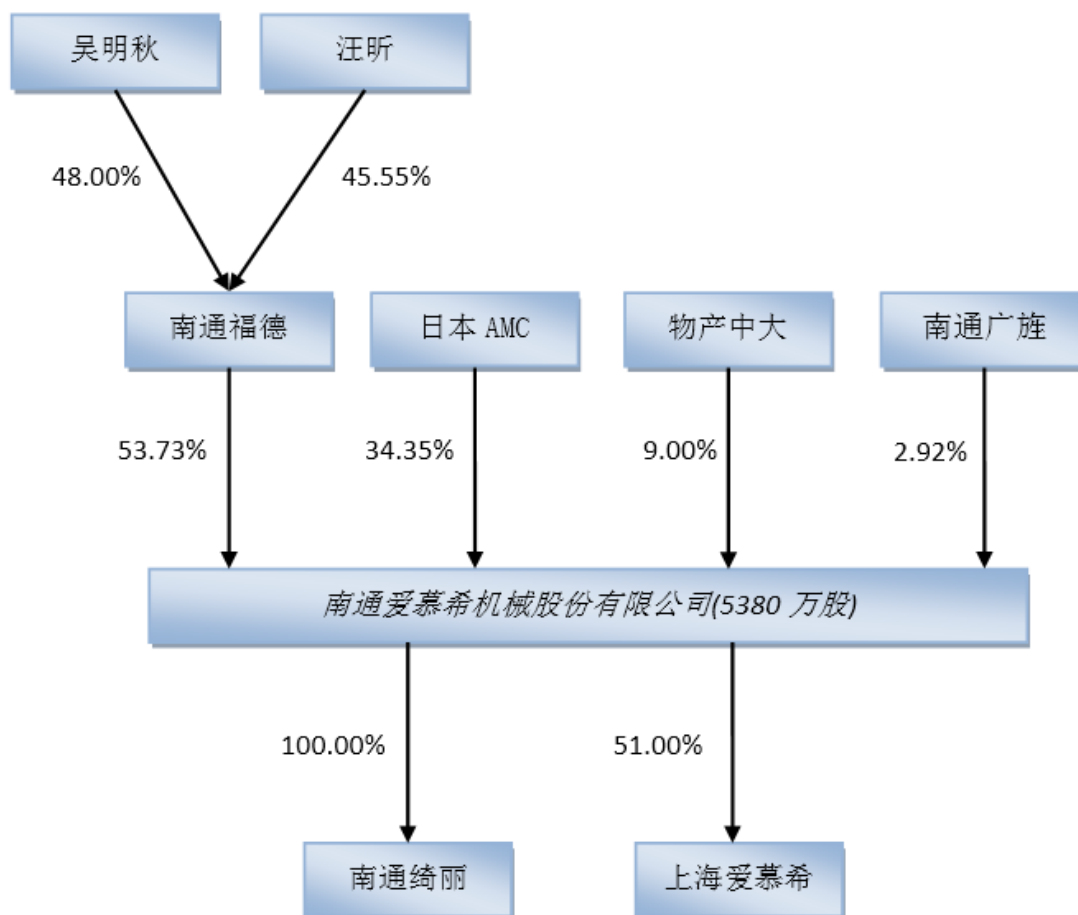 吴明秋
汪昕
48.00%
45.55%
南通福德
日本 AMC
物产中大
南通广旌
53.73%
34.35%
9.00%
2.92%
南通爱慕希机械股份有限公司(5380 万股)
100.00%
51.00%
南通绮丽
上海爱慕希